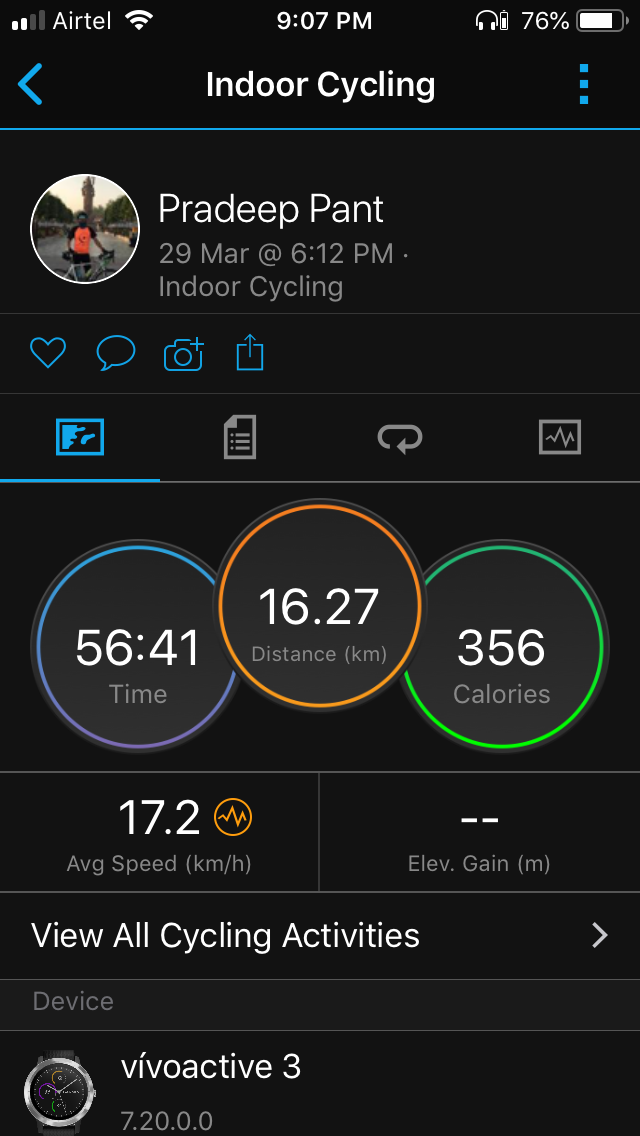 Airtel 9:07 PM 76%
Indoor Cycling
Pradeep Pant
29 Mar @ 6:12 PM ·
Indoor Cycling
56:41
Time
16.27
Distance (km)
356
Calories
17.2
Avg Speed (km/h)
--
Elev. Gain (m)
View All Cycling Activities
Device
vívoactive 3
7.20.0.0